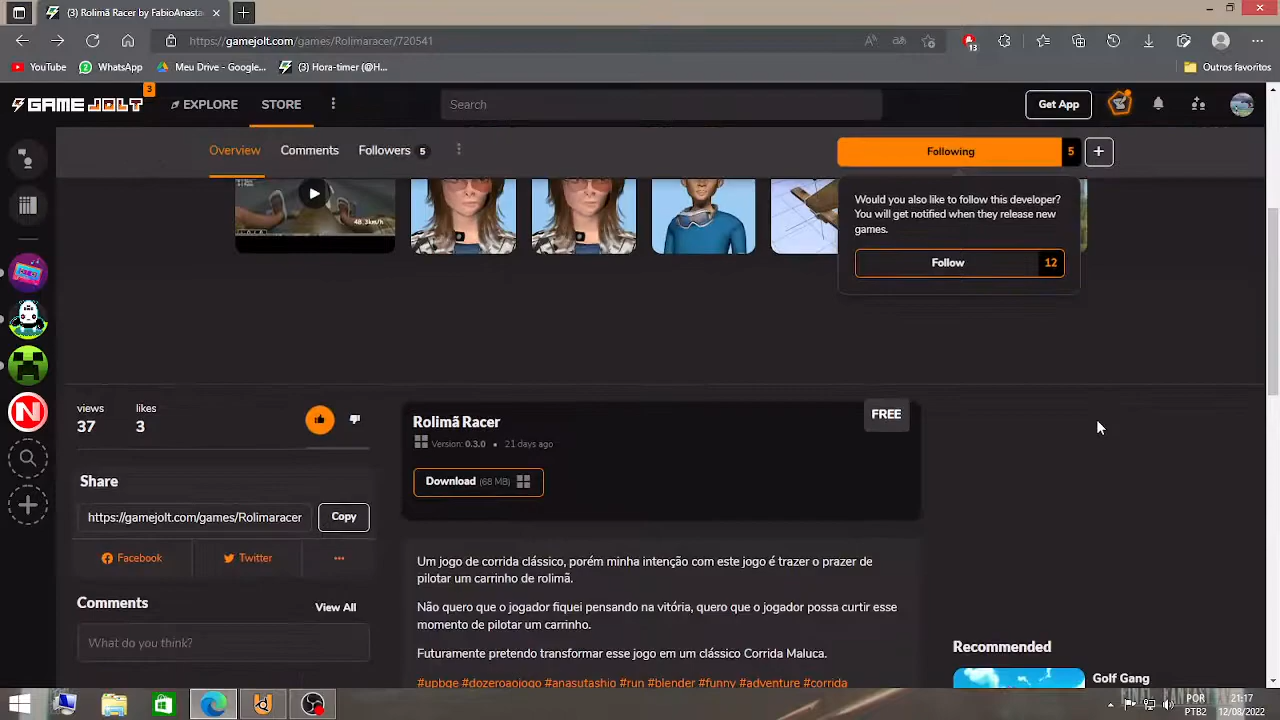 (3) Rolimã Racer by FabioAnast
https://gamejolt.com/games/Rolimaracer/720541
13
YouTube
WhatsApp
Meu Drive - Google...
(3) Hora-timer (@H...
Outros favoritos
GAME JOLT
3
EXPLORE
STORE
Search
Get App
Overview
Comments
Followers 5
Following 5
48.3km/h
Would you also like to follow this developer?
You will get notified when they release new
games.
Follow 12
views
37
likes
3
Rolimã Racer
FREE
Version: 0.3.0 • 21 days ago
Download (68 MB)
Share
https://gamejolt.com/games/Rolimaracer
Copy
Facebook
Twitter
Comments
View All
What do you think?
Um jogo de corrida clássico, porém minha intenção com este jogo é trazer o prazer de
pilotar um carrinho de rolimã.
Não quero que o jogador fiquei pensando na vitória, quero que o jogador possa curtir esse
momento de pilotar um carrinho.
Futuramente pretendo transformar esse jogo em um clássico Corrida Maluca.
#upbge #dozeroaojogo #anasutashio #run #blender #funny #adventure #corrida
Recommended
Golf Gang
POR
PTB2
21:17
12/08/2022